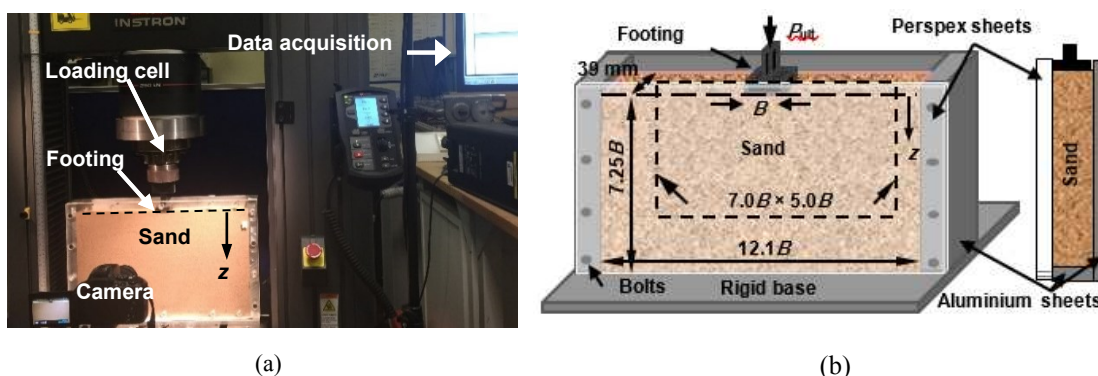 INSTRON
Data acquisition
Loading cell
Footing
Sand
z
Camera
(a)
Footing
Pult
Perspex sheets
39 mm
B
z
Sand
7.25B
7.0B × 5.0B
12.1B
Bolts
Rigid base
Aluminium sheets
Sand
(b)